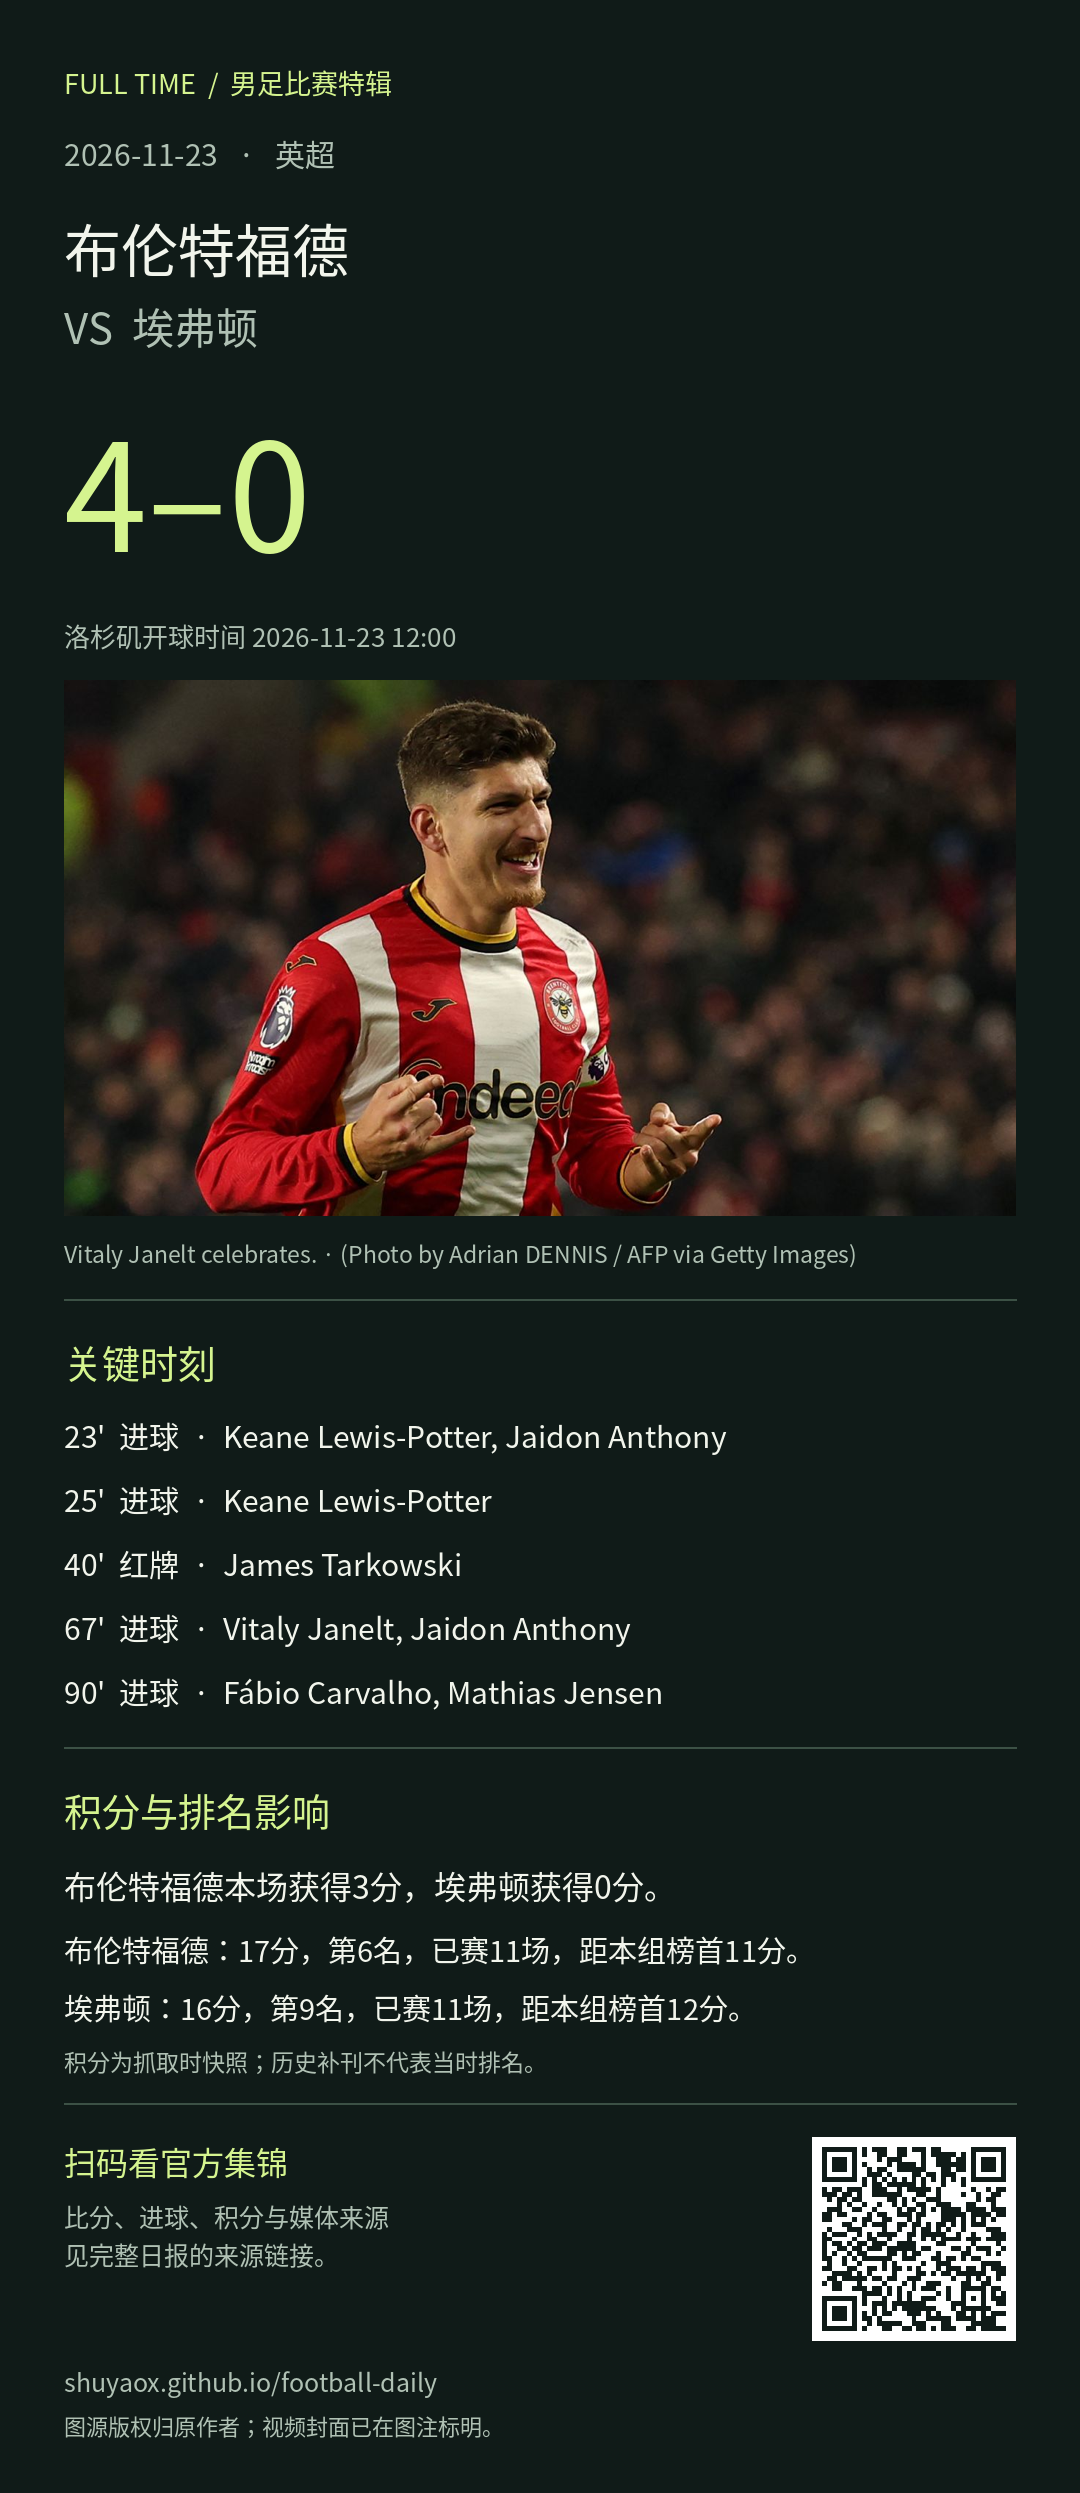 FULL TIME / 男足比赛特辑
2026-11-23 · 英超
布伦特福德
VS 埃弗顿
4–0
洛杉矶开球时间 2026-11-23 12:00
indeed
Vitaly Janelt celebrates. · (Photo by Adrian DENNIS / AFP via Getty Images)
关键时刻
23' 进球 · Keane Lewis-Potter, Jaidon Anthony
25' 进球 · Keane Lewis-Potter
40' 红牌 · James Tarkowski
67' 进球 · Vitaly Janelt, Jaidon Anthony
90' 进球 · Fábio Carvalho, Mathias Jensen
积分与排名影响
布伦特福德本场获得3分，埃弗顿获得0分。
布伦特福德：17分，第6名，已赛11场，距本组榜首11分。
埃弗顿：16分，第9名，已赛11场，距本组榜首12分。
积分为抓取时快照；历史补刊不代表当时排名。
扫码看官方集锦
比分、进球、积分与媒体来源
见完整日报的来源链接。
shuyaox.github.io/football-daily
图源版权归原作者；视频封面已在图注标明。